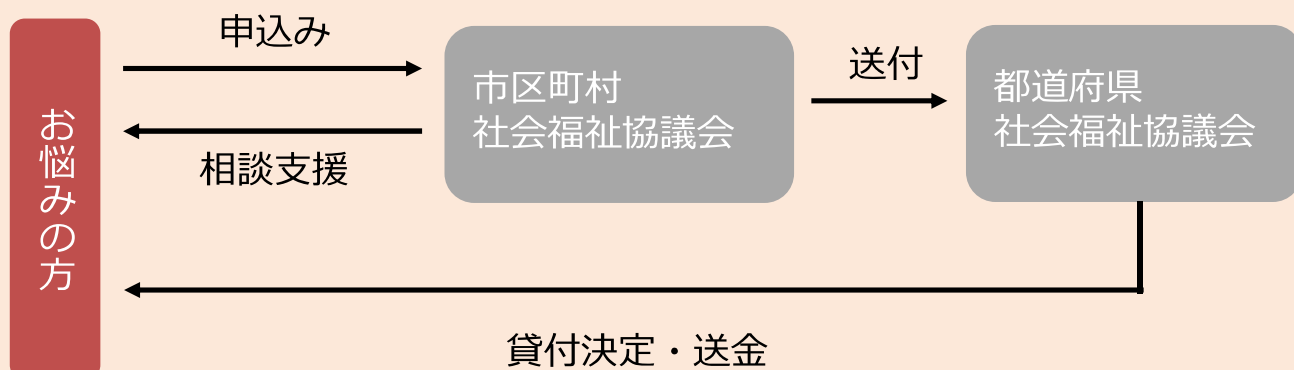 お悩みの方
申込み
相談支援
市区町村
社会福祉協議会
送付
都道府県
社会福祉協議会
貸付決定・送金